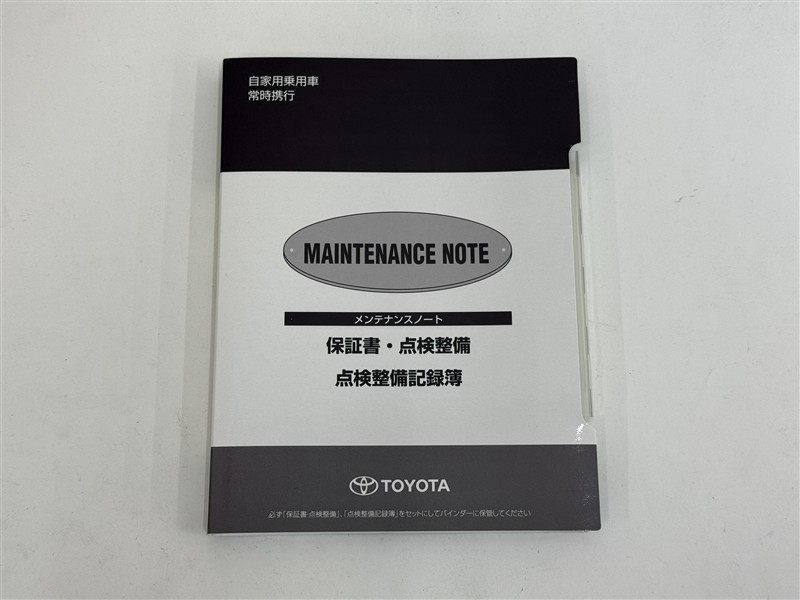 自家用乗用車
常時携行
MAINTENANCE NOTE
メンテナンスノート
保証書・点検整備
点検整備記録簿
TOYOTA
必ず「保証書・点検整備」、「点検整備記録簿」をセットにしてバインダーに保管してください